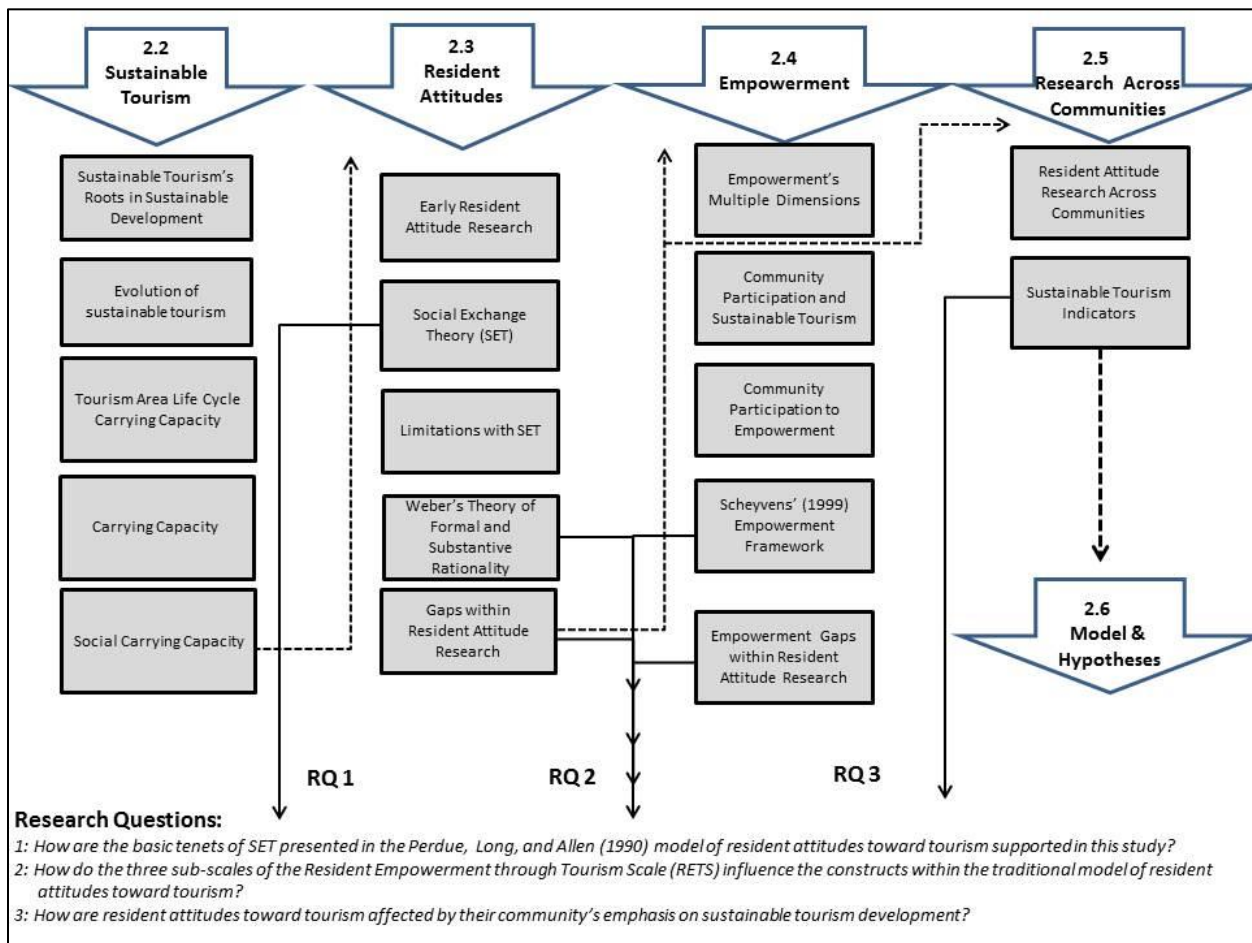 2.2
Sustainable
Tourism
Sustainable Tourism's
Roots in Sustainable
Development
Evolution of
sustainable tourism
Tourism Area Life Cycle
Carrying Capacity
Carrying Capacity
Social Carrying Capacity
2.3
Resident
Attitudes
Early Resident
Attitude Research
Social Exchange
Theory (SET)
Limitations with SET
Weber's Theory of
Formal and
Substantive
Rationality
Gaps within
Resident Attitude
Research
2.4
Empowerment
Empowerment's
Multiple Dimensions
Community
Participation and
Sustainable Tourism
Community
Participation to
Empowerment
Scheyvens' (1999)
Empowerment
Framework
Empowerment Gaps
within Resident
Attitude Research
2.5
Research Across
Communities
Resident Attitude
Research Across
Communities
Sustainable Tourism
Indicators
2.6
Model &
Hypotheses
RQ 1
RQ 2
RQ 3
Research Questions:
1: How are the basic tenets of SET presented in the Perdue, Long, and Allen (1990) model of resident attitudes toward tourism supported in this study?
2: How do the three sub-scales of the Resident Empowerment through Tourism Scale (RETS) influence the constructs within the traditional model of resident
attitudes toward tourism?
3: How are resident attitudes toward tourism affected by their community's emphasis on sustainable tourism development?